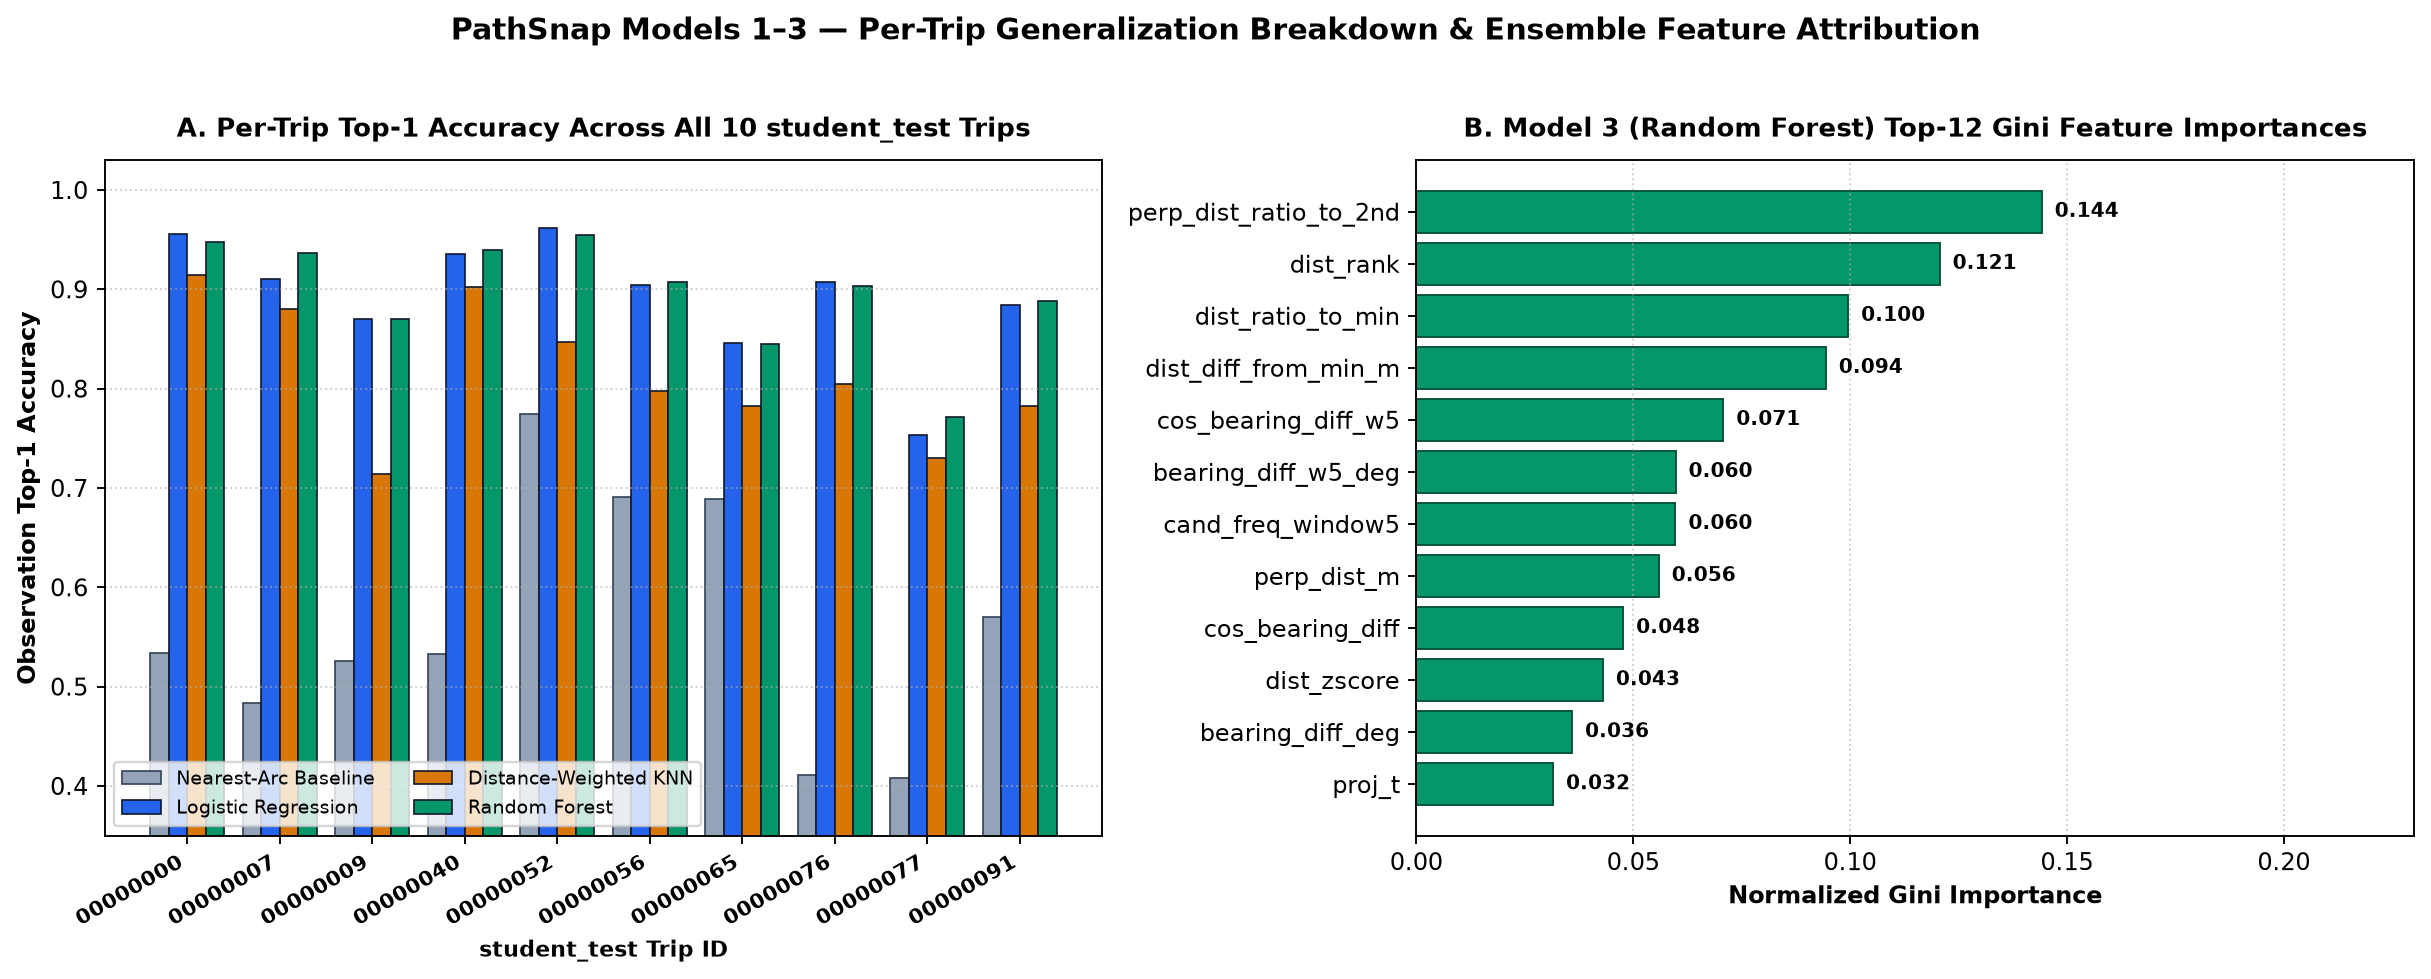 PathSnap Models 1–3 — Per-Trip Generalization Breakdown & Ensemble Feature Attribution
A. Per-Trip Top-1 Accuracy Across All 10 student_test Trips
Observation Top-1 Accuracy
1.0
0.9
0.8
0.7
0.6
0.5
0.4
Nearest-Arc Baseline
Logistic Regression
Distance-Weighted KNN
Random Forest
00000000
00000007
00000009
00000040
00000052
00000056
00000065
00000076
00000077
00000091
student_test Trip ID
B. Model 3 (Random Forest) Top-12 Gini Feature Importances
perp_dist_ratio_to_2nd 0.144
dist_rank 0.121
dist_ratio_to_min 0.100
dist_diff_from_min_m 0.094
cos_bearing_diff_w5 0.071
bearing_diff_w5_deg 0.060
cand_freq_window5 0.060
perp_dist_m 0.056
cos_bearing_diff 0.048
dist_zscore 0.043
bearing_diff_deg 0.036
proj_t 0.032
0.00 0.05 0.10 0.15 0.20
Normalized Gini Importance